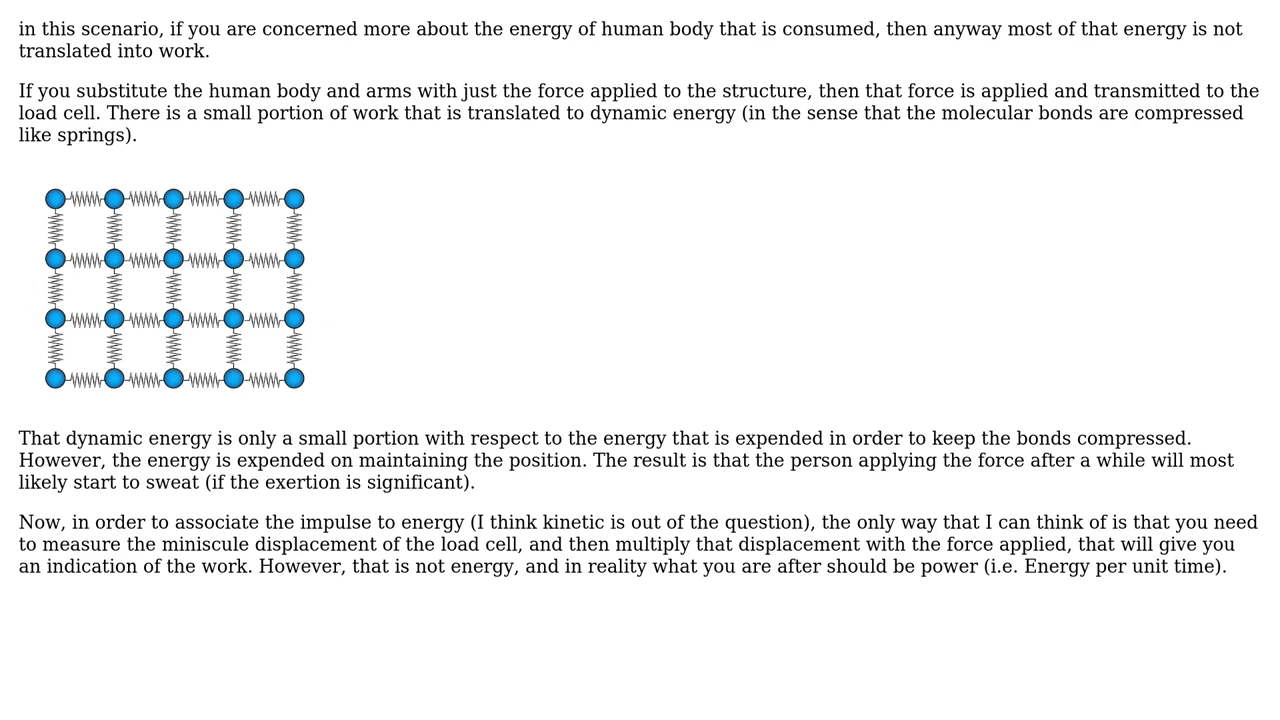 in this scenario, if you are concerned more about the energy of human body that is consumed, then anyway most of that energy is not
translated into work.
If you substitute the human body and arms with just the force applied to the structure, then that force is applied and transmitted to the
load cell. There is a small portion of work that is translated to dynamic energy (in the sense that the molecular bonds are compressed
like springs).
That dynamic energy is only a small portion with respect to the energy that is expended in order to keep the bonds compressed.
However, the energy is expended on maintaining the position. The result is that the person applying the force after a while will most
likely start to sweat (if the exertion is significant).
Now, in order to associate the impulse to energy (I think kinetic is out of the question), the only way that I can think of is that you need
to measure the miniscule displacement of the load cell, and then multiply that displacement with the force applied, that will give you
an indication of the work. However, that is not energy, and in reality what you are after should be power (i.e. Energy per unit time).